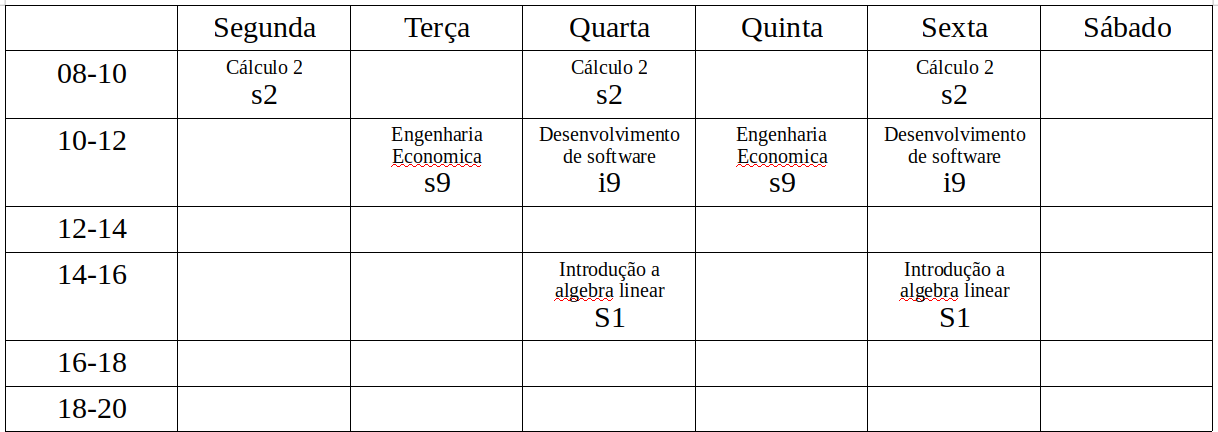 Segunda Terça Quarta Quinta Sexta Sábado
08-10 Cálculo 2 Cálculo 2 Cálculo 2
s2 s2 s2
10-12 Engenharia Desenvolvimento Engenharia Desenvolvimento
Economica de software Economica de software
s9 i9 s9 i9
12-14
14-16 Introdução a Introdução a
algebra linear algebra linear
S1 S1
16-18
18-20